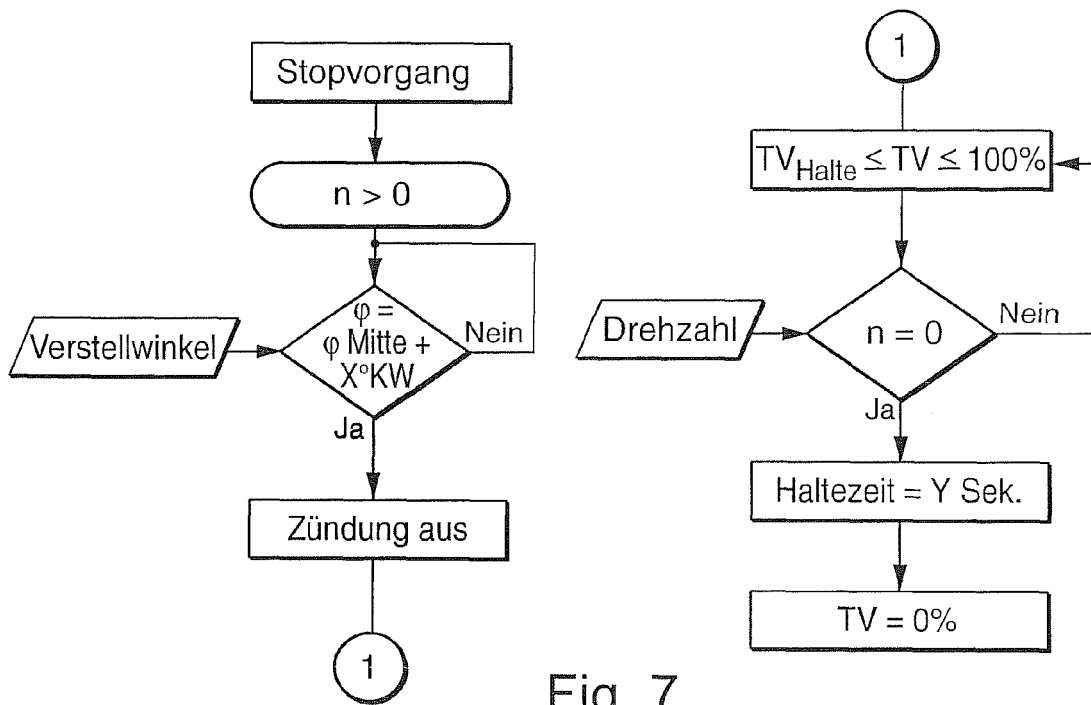 Stopvorgang
n > 0
Verstellwinkel
φ =
φ Mitte +
X°KW
Nein
Ja
Zündung aus
1
1
TV_Halte ≤ TV ≤ 100%
Drehzahl
n = 0
Nein
Ja
Haltezeit = Y Sek.
TV = 0%
Fig. 7